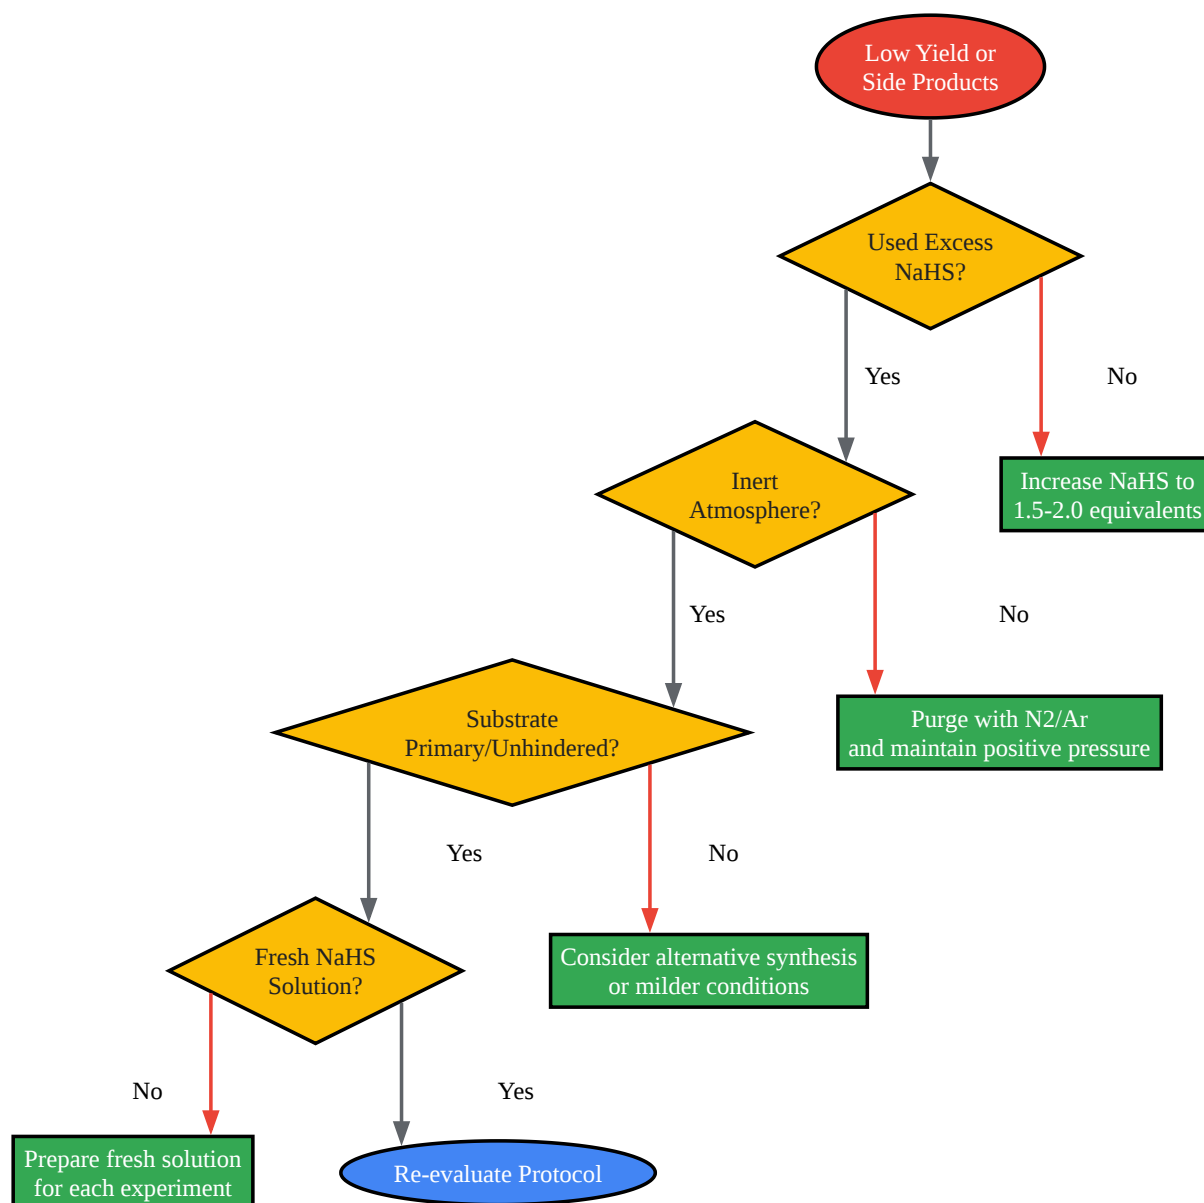 Low Yield or
Side Products
Used Excess
NaHS?
Yes
No
Inert
Atmosphere?
Increase NaHS to
1.5-2.0 equivalents
Yes
No
Substrate
Primary/Unhindered?
Purge with N2/Ar
and maintain positive pressure
Yes
No
Fresh NaHS
Solution?
Consider alternative synthesis
or milder conditions
No
Yes
Prepare fresh solution
for each experiment
Re-evaluate Protocol